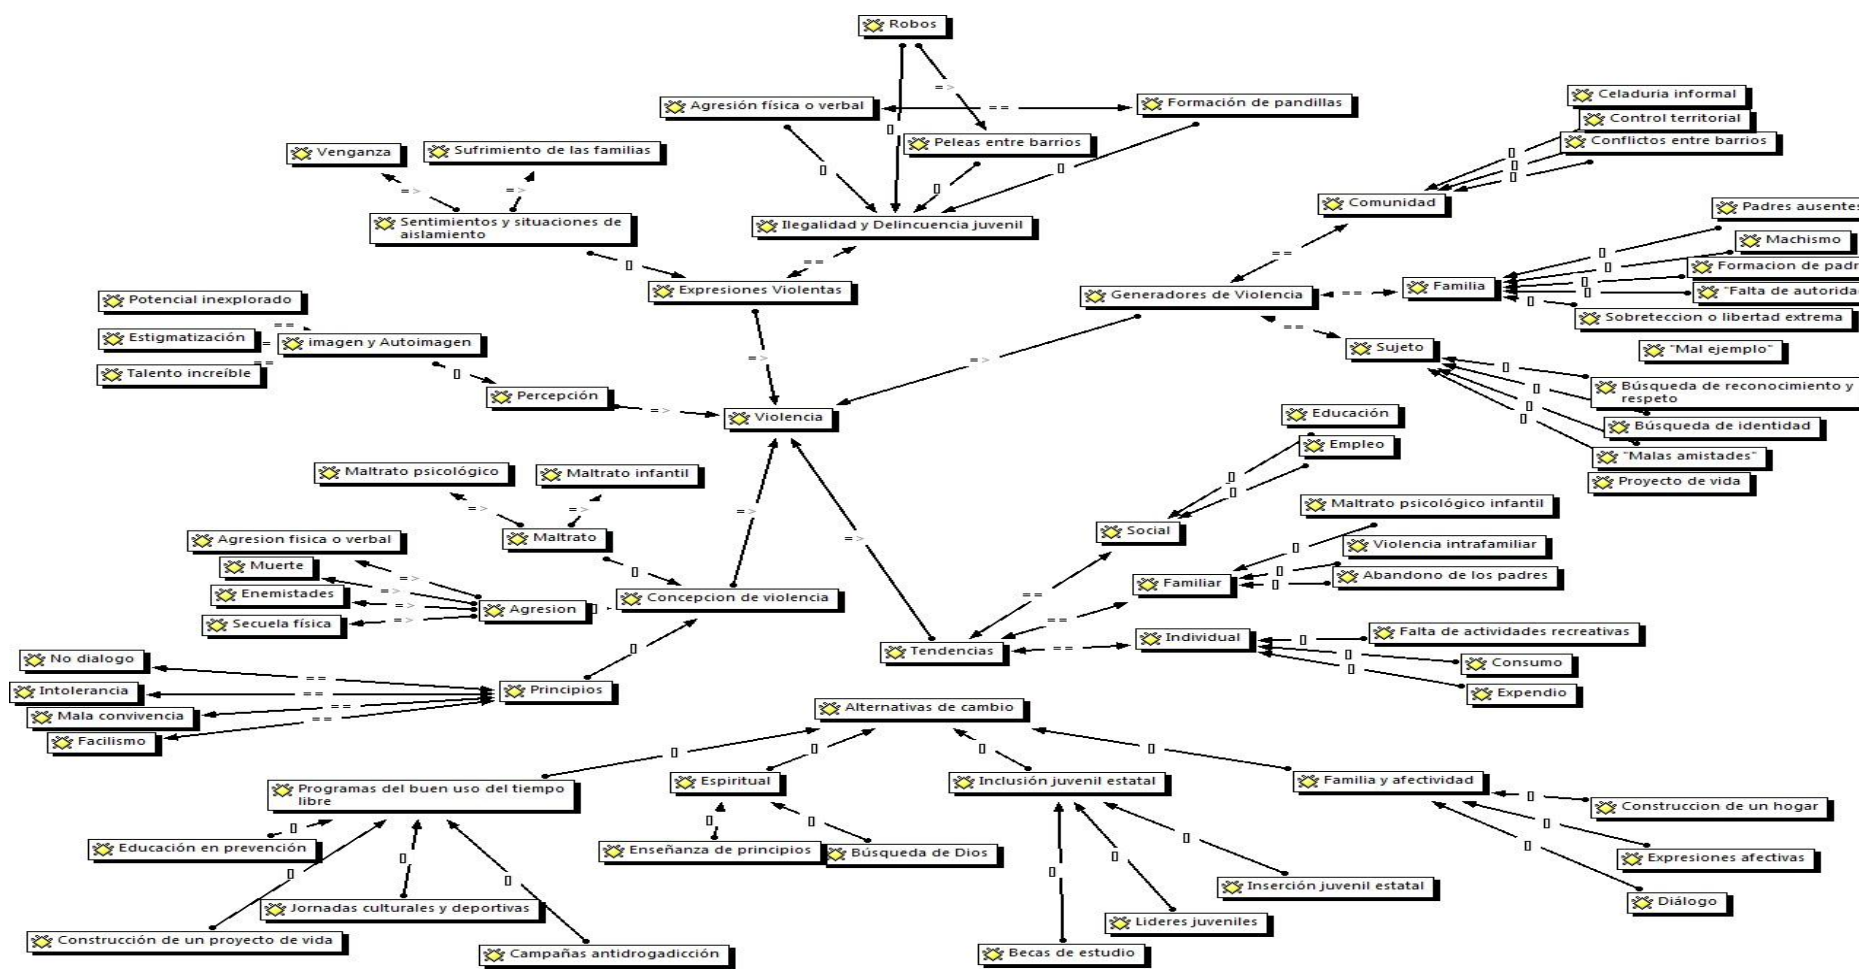 Robos
Agresión física o verbal
Formación de pandillas
Celaduria informal
Control territorial
Conflictos entre barrios
Peleas entre barrios
Venganza
Sufrimiento de las familias
Comunidad
Padres ausentes
Sentimientos y situaciones de
aislamiento
Ilegalidad y Delincuencia juvenil
Machismo
Formacion de padr
Expresiones Violentas
Generadores de Violencia
Familia
"Falta de autorida
Potencial inexplorado
Sobreteccion o libertad extrema
Estigmatización
imagen y Autoimagen
Sujeto
"Mal ejemplo"
Talento increíble
Percepción
Violencia
Búsqueda de reconocimiento y
respeto
Educación
Búsqueda de identidad
Empleo
"Malas amistades"
Proyecto de vida
Maltrato psicológico
Maltrato infantil
Maltrato psicológico infantil
Social
Maltrato
Agresion fisica o verbal
Violencia intrafamiliar
Muerte
Familiar
Abandono de los padres
Enemistades
Agresion
Concepcion de violencia
Secuela física
Individual
Falta de actividades recreativas
Tendencias
No dialogo
Consumo
Intolerancia
Principios
Expendio
Mala convivencia
Alternativas de cambio
Facilismo
Programas del buen uso del tiempo
libre
Espiritual
Inclusión juvenil estatal
Familia y afectividad
Construccion de un hogar
Educación en prevención
Enseñanza de principios
Búsqueda de Dios
Expresiones afectivas
Inserción juvenil estatal
Diálogo
Jornadas culturales y deportivas
Lideres juveniles
Construcción de un proyecto de vida
Campañas antidrogadicción
Becas de estudio